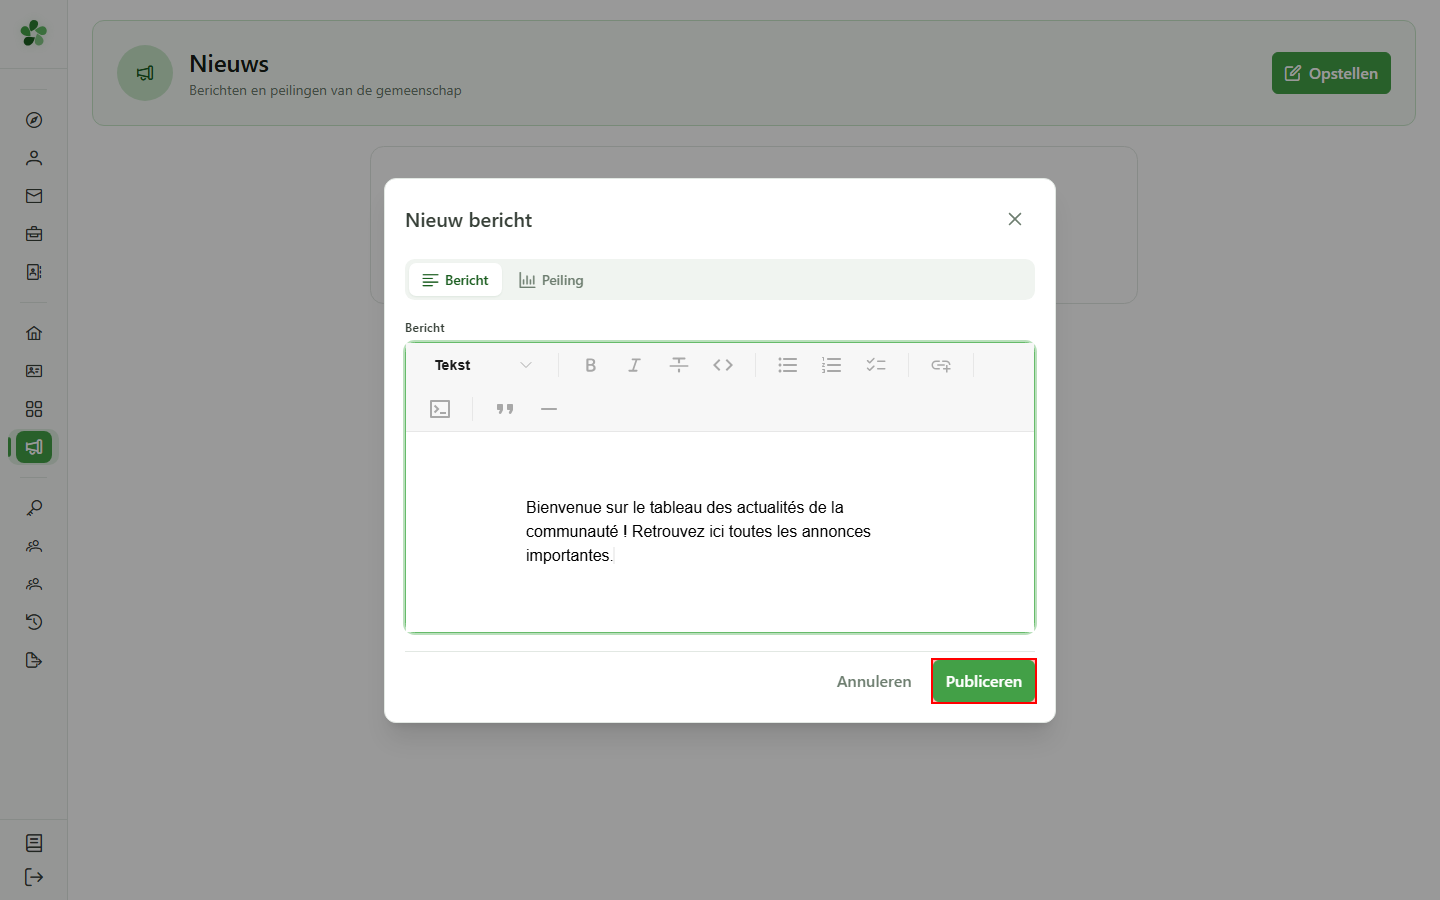 Nieuws
Berichten en peilingen van de gemeenschap
Opstellen
Nieuw bericht
Bericht
Peiling
Bericht
Tekst
Bienvenue sur le tableau des actualités de la
communauté ! Retrouvez ici toutes les annonces
importantes.
Annuleren
Publiceren